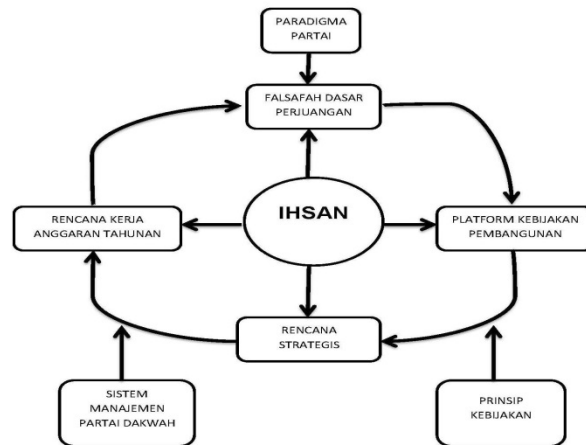 PARADIGMA
PARTAI
FALSAFAH DASAR
PERJUANGAN
IHSAN
RENCANA KERJA
ANGGARAN TAHUNAN
PLATFORM KEBIJAKAN
PEMBANGUNAN
RENCANA
STRATEGIS
SISTEM
MANAJEMEN
PARTAI DAKWAH
PRINSIP
KEBIJAKAN